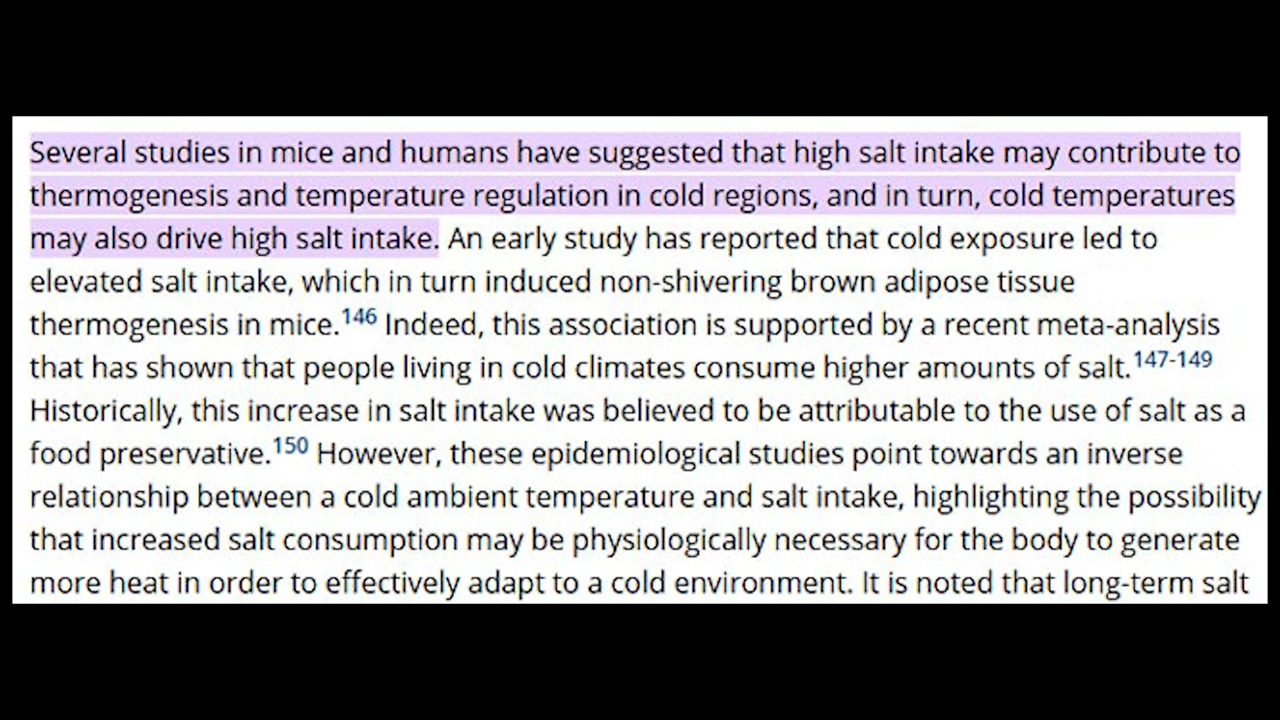 Several studies in mice and humans have suggested that high salt intake may contribute to
thermogenesis and temperature regulation in cold regions, and in turn, cold temperatures
may also drive high salt intake. An early study has reported that cold exposure led to
elevated salt intake, which in turn induced non-shivering brown adipose tissue
thermogenesis in mice.146 Indeed, this association is supported by a recent meta-analysis
that has shown that people living in cold climates consume higher amounts of salt.147-149
Historically, this increase in salt intake was believed to be attributable to the use of salt as a
food preservative.150 However, these epidemiological studies point towards an inverse
relationship between a cold ambient temperature and salt intake, highlighting the possibility
that increased salt consumption may be physiologically necessary for the body to generate
more heat in order to effectively adapt to a cold environment. It is noted that long-term salt